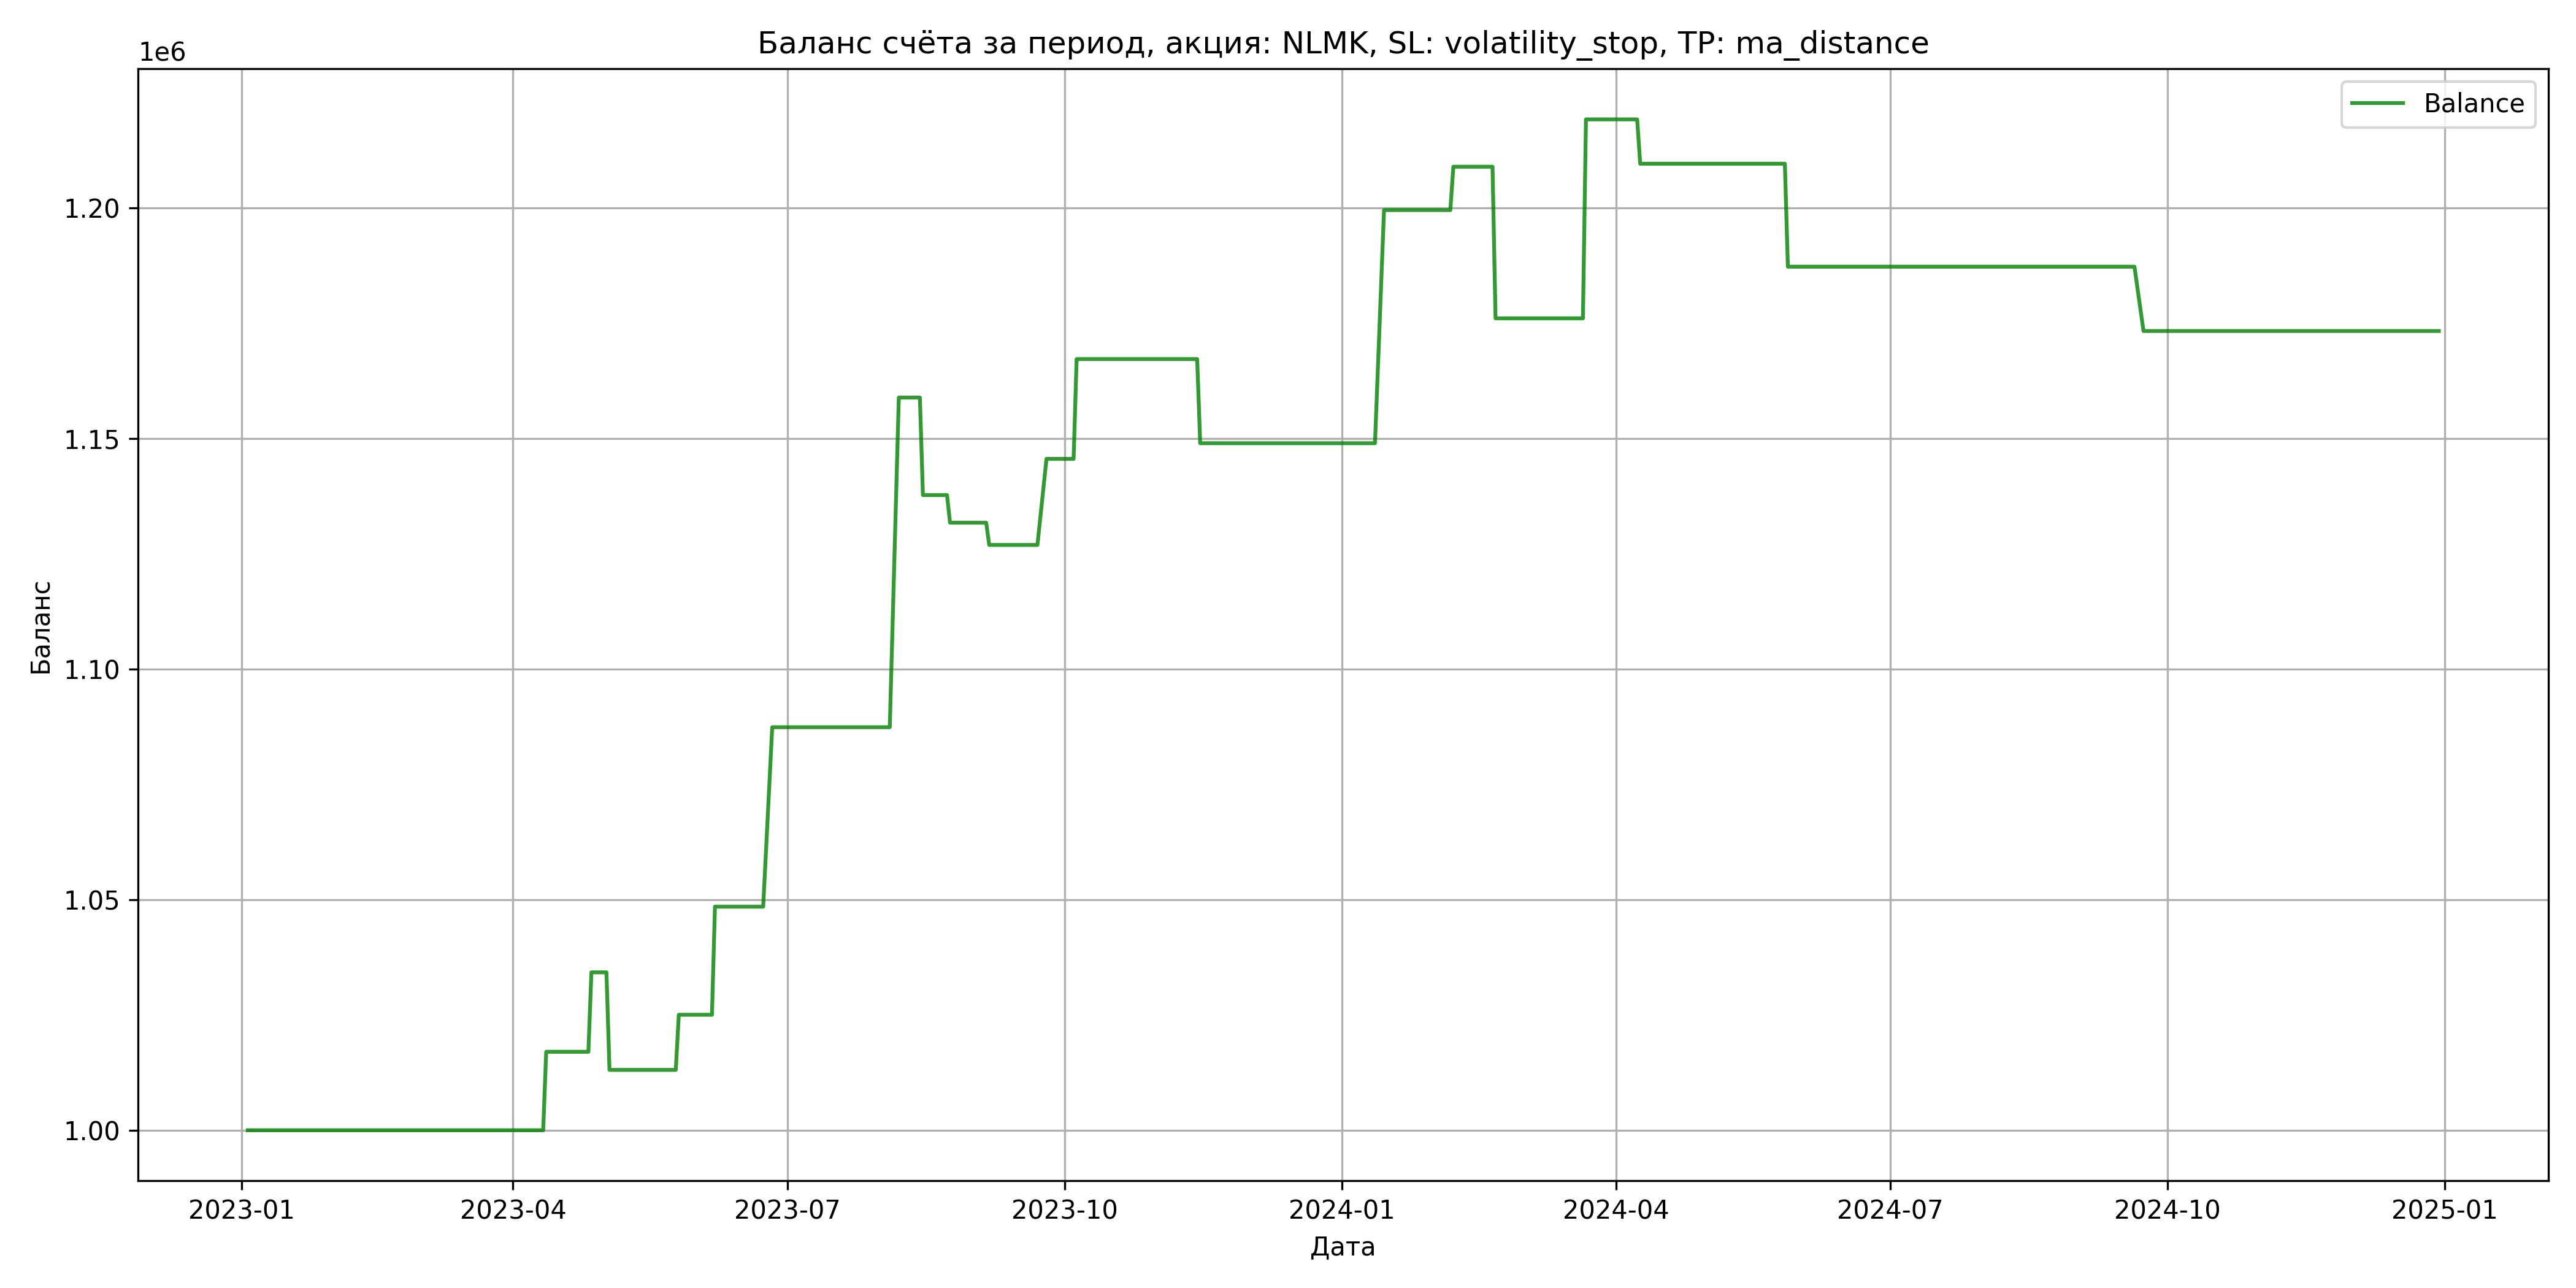 Баланс счёта за период, акция: NLMK, SL: volatility_stop, TP: ma_distance
1e6
Balance
1.20
1.15
1.10
1.05
1.00
Баланс
2023-01 2023-04 2023-07 2023-10 2024-01 2024-04 2024-07 2024-10 2025-01
Дата